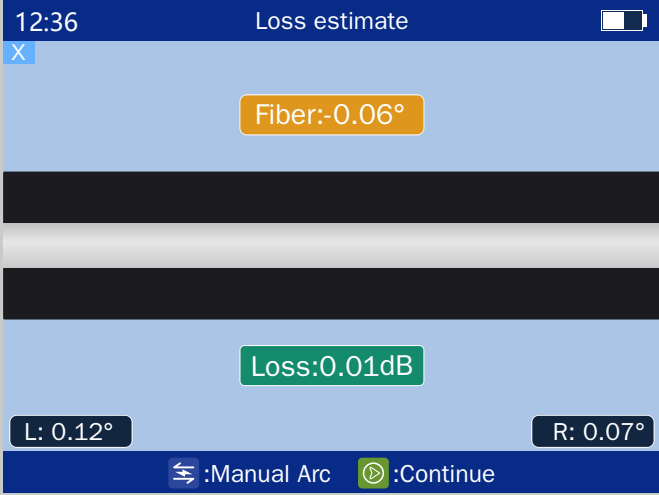 12:36 Loss estimate
X
Fiber:-0.06°
Loss:0.01dB
L: 0.12° R: 0.07°
:Manual Arc :Continue